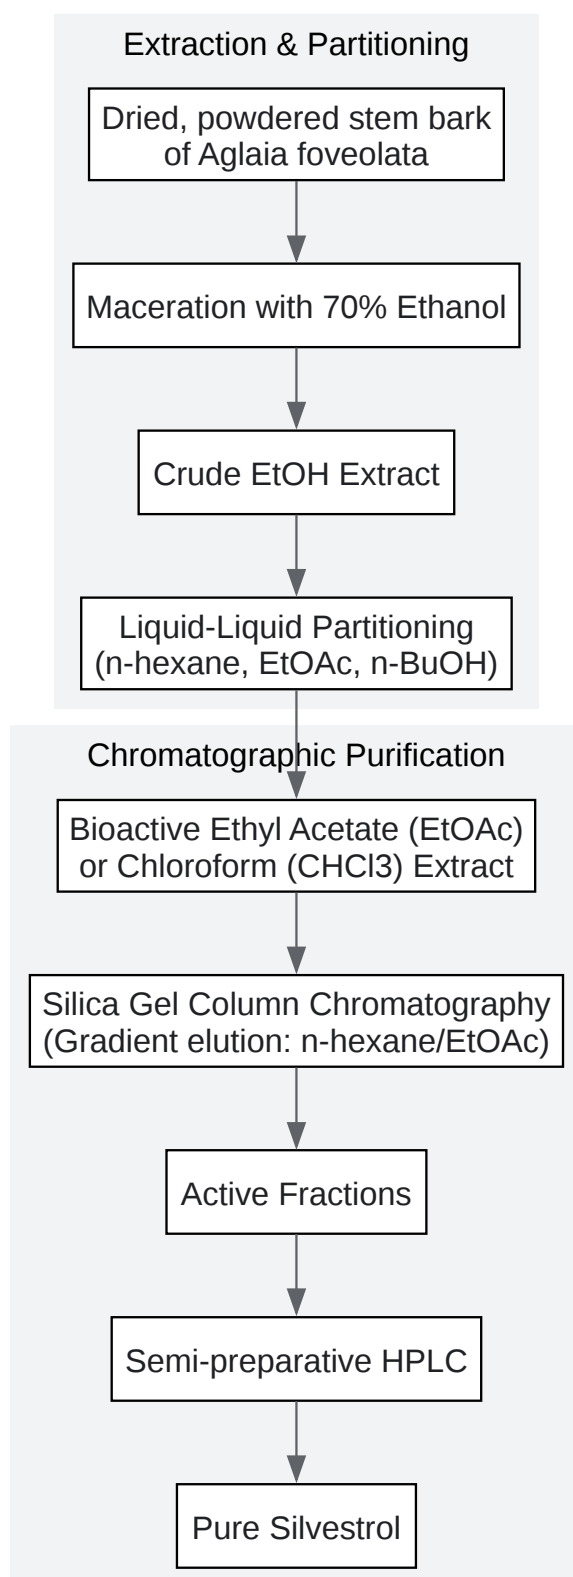 Extraction & Partitioning
Dried, powdered stem bark
of Aglaia foveolata
Maceration with 70% Ethanol
Crude EtOH Extract
Liquid-Liquid Partitioning
(n-hexane, EtOAc, n-BuOH)
Chromatographic Purification
Bioactive Ethyl Acetate (EtOAc)
or Chloroform (CHCl3) Extract
Silica Gel Column Chromatography
(Gradient elution: n-hexane/EtOAc)
Active Fractions
Semi-preparative HPLC
Pure Silvestrol